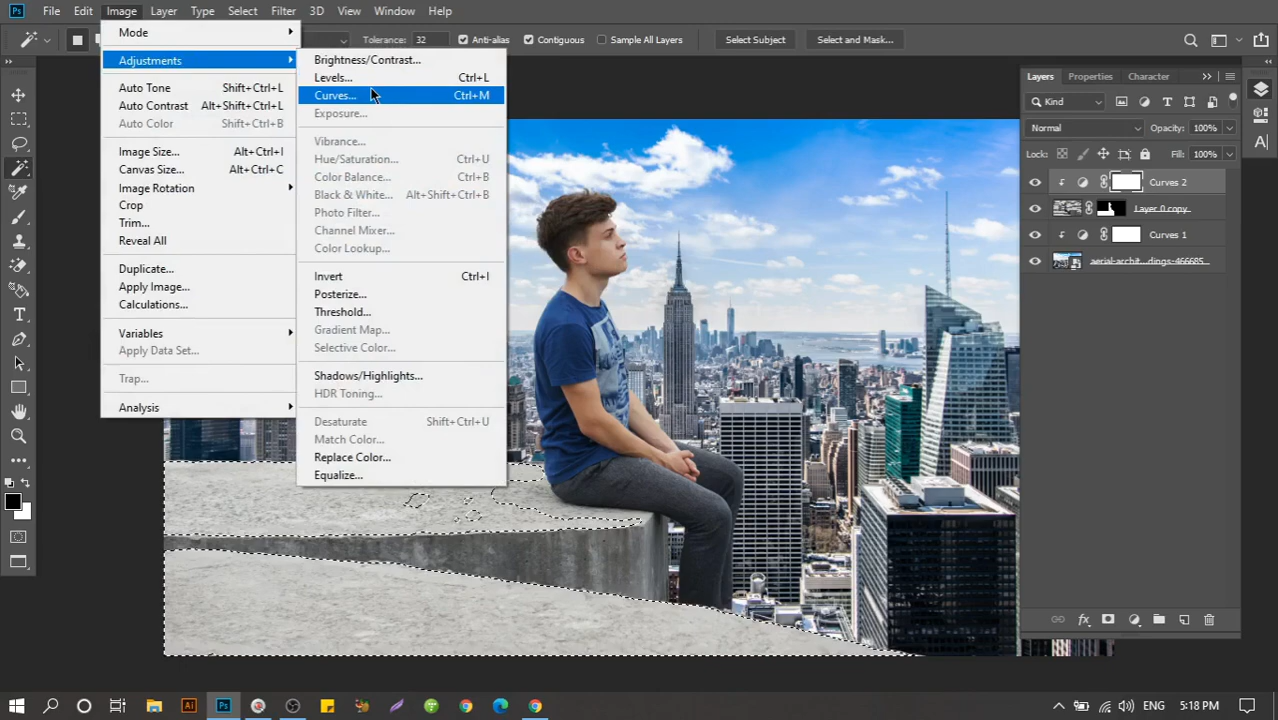 Ps File Edit Image Layer Type Select Filter 3D View Window Help
Tolerance: 32 Anti-alias Contiguous Sample All Layers Select Subject Select and Mask...
Mode
Adjustments
Auto Tone Shift+Ctrl+L
Auto Contrast Alt+Shift+Ctrl+L
Auto Color Shift+Ctrl+B
Image Size... Alt+Ctrl+I
Canvas Size... Alt+Ctrl+C
Image Rotation
Crop
Trim...
Reveal All
Duplicate...
Apply Image...
Calculations...
Variables
Apply Data Set...
Trap...
Analysis
Brightness/Contrast...
Levels... Ctrl+L
Curves... Ctrl+M
Exposure...
Vibrance...
Hue/Saturation... Ctrl+U
Color Balance... Ctrl+B
Black & White... Alt+Shift+Ctrl+B
Photo Filter...
Channel Mixer...
Color Lookup...
Invert Ctrl+I
Posterize...
Threshold...
Gradient Map...
Selective Color...
Shadows/Highlights...
HDR Toning...
Desaturate Shift+Ctrl+U
Match Color...
Replace Color...
Equalize...
Layers Properties Character
Kind
Normal Opacity: 100%
Lock: Fill: 100%
Curves 2
Layer 0 copy
Curves 1
aerial-archit...dings-466685
fx
Ai Ps ENG 5:18 PM